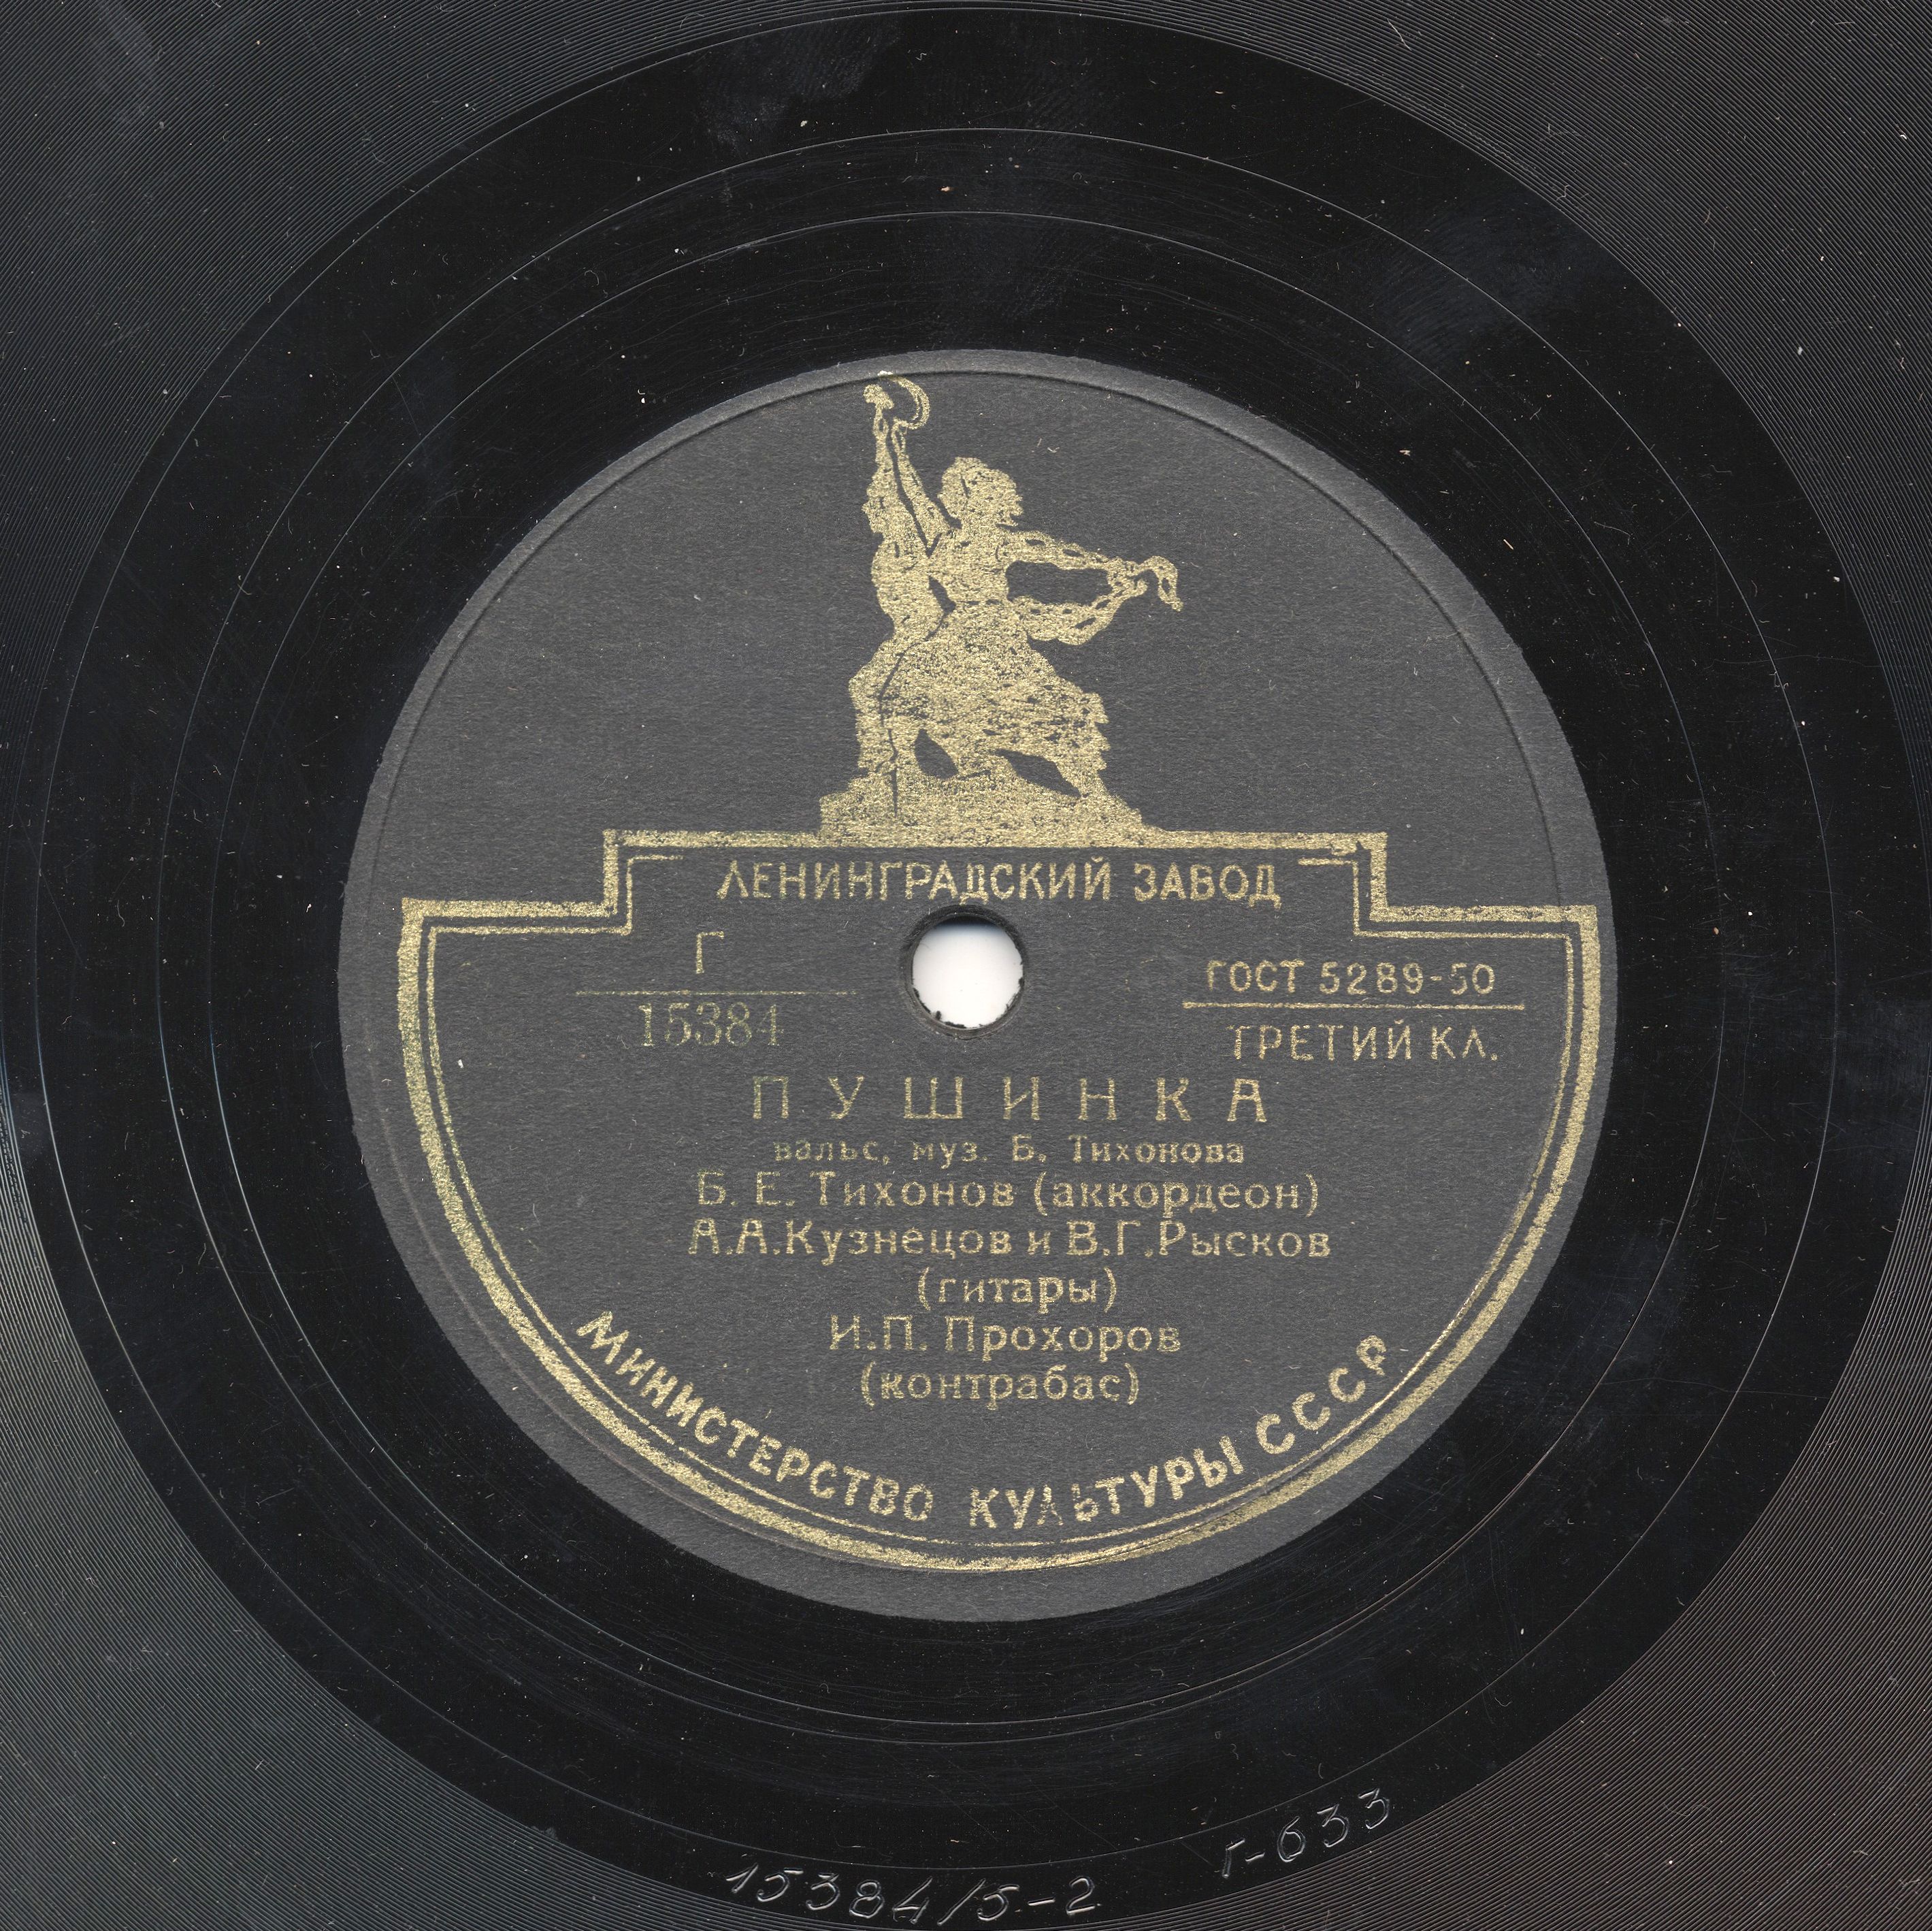 ЛЕНИНГРАДСКИЙ ЗАВОД
Г
15384
ГОСТ 5289-50
ТРЕТИЙ КЛ.
ПУШИНКА
вальс, муз. Б. Тихонова
Б. Е. Тихонов (аккордеон)
А.А.Кузнецов и В.Г.Рысков
(гитары)
И.П. Прохоров
(контрабас)
МИНИСТЕРСТВО КУЛЬТУРЫ СССР
15384/5-2 Г-633